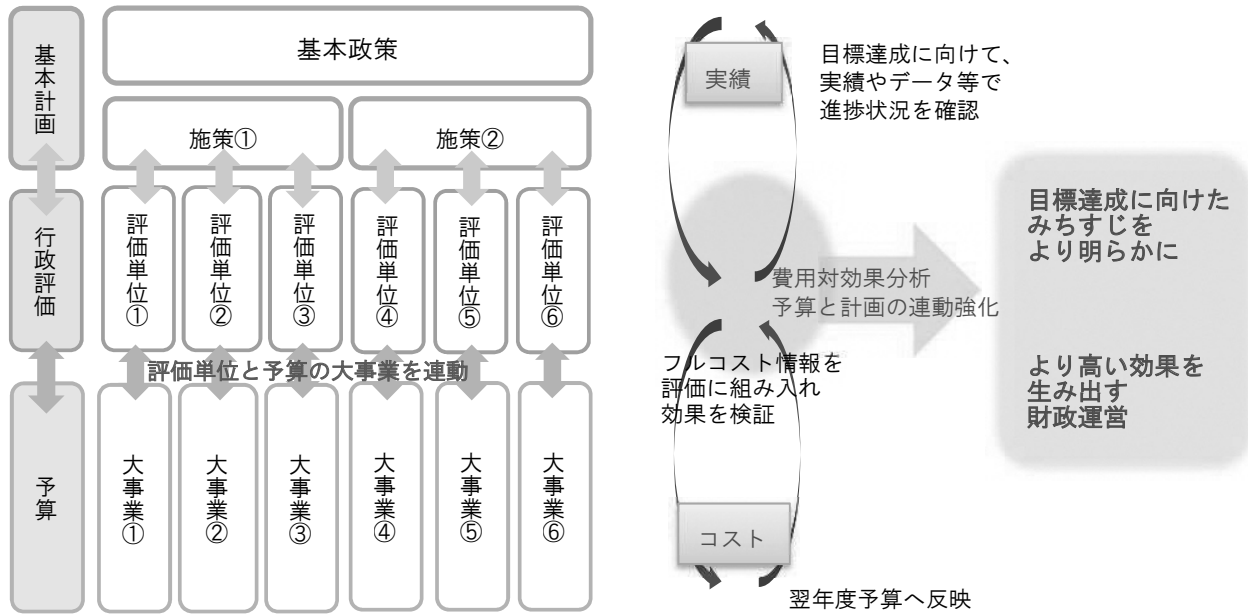 基本計画
基本政策
施策①
施策②
行政評価
評価単位①
評価単位②
評価単位③
評価単位④
評価単位⑤
評価単位⑥
評価単位と予算の大事業を連動
予算
大事業①
大事業②
大事業③
大事業④
大事業⑤
大事業⑥
実績
目標達成に向けて、
実績やデータ等で
進捗状況を確認
費用対効果分析
予算と計画の連動強化
フルコスト情報を
評価に組み入れ
効果を検証
コスト
翌年度予算へ反映
目標達成に向けた
みちすじを
より明らかに
より高い効果を
生み出す
財政運営